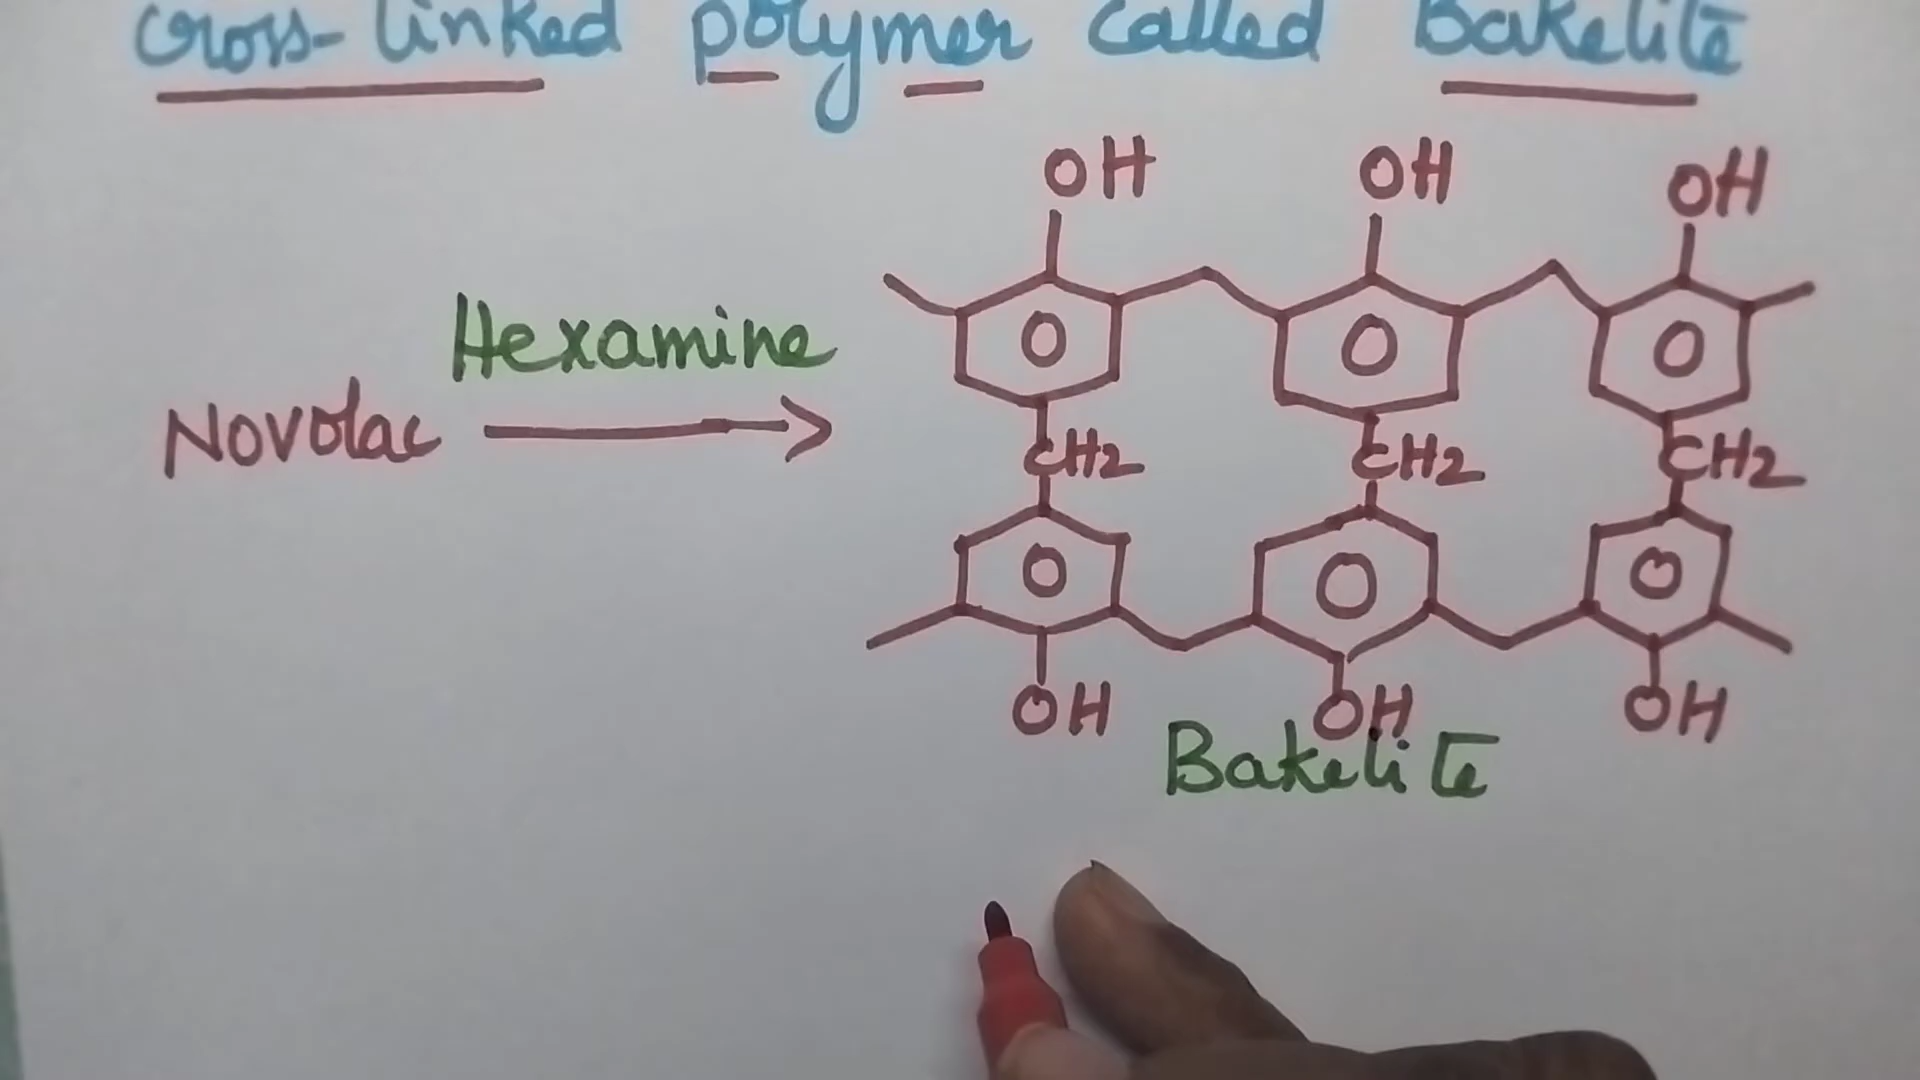 cross-linked polymer called Bakelite
OH OH OH
Hexamine
Novolac
CH2 CH2 CH2
OH OH OH
Bakelite